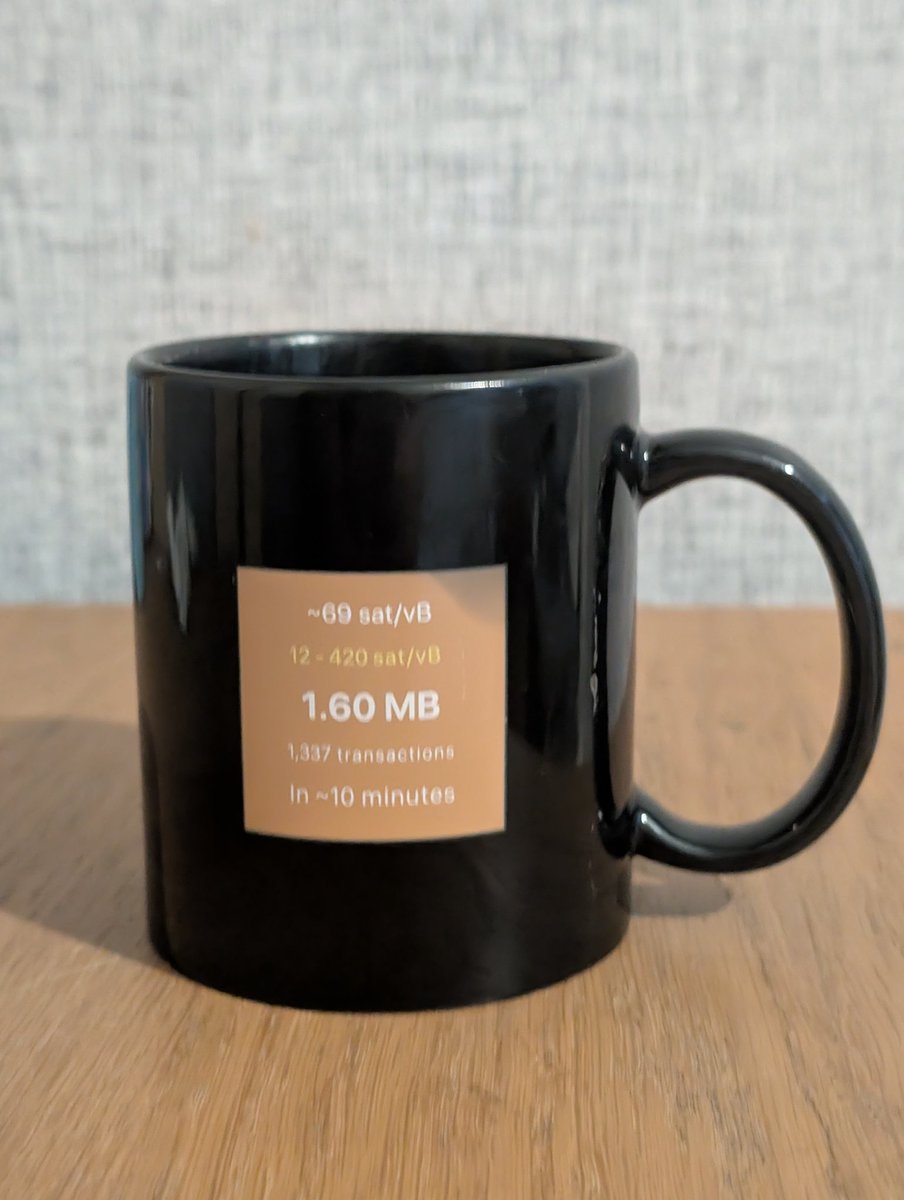 ~69 sat/vB
12 - 420 sat/vB
1.60 MB
1,337 transactions
In ~10 minutes